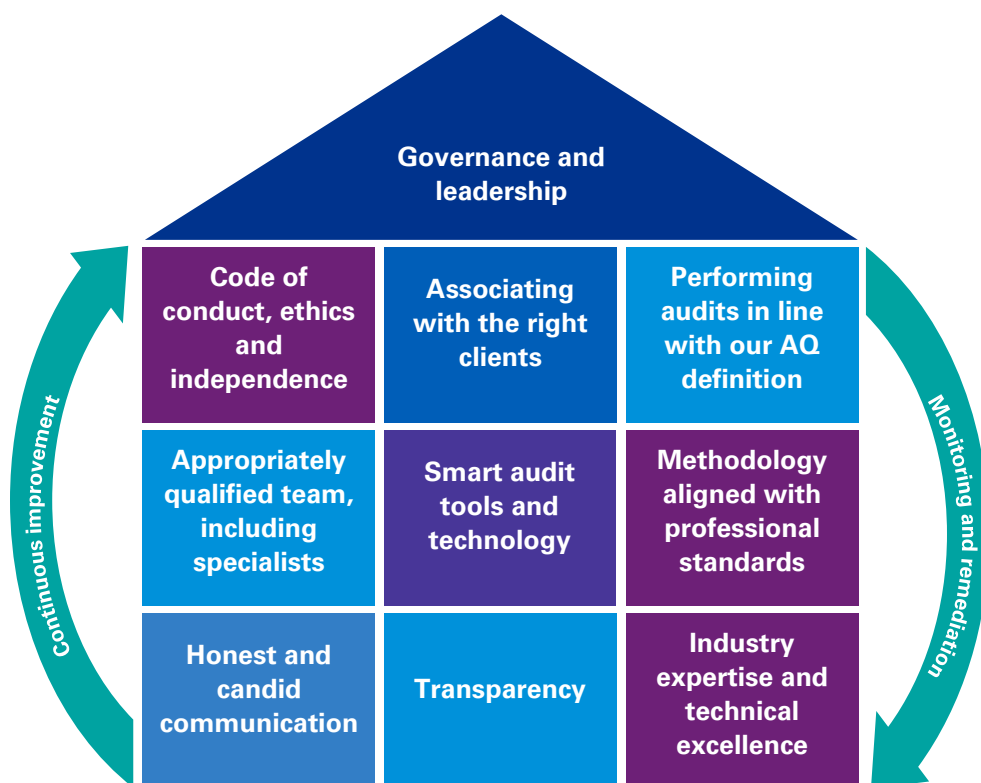 Governance and
leadership
Code of
conduct, ethics
and
independence
Associating
with the right
clients
Performing
audits in line
with our AQ
definition
Appropriately
qualified team,
including
specialists
Smart audit
tools and
technology
Methodology
aligned with
professional
standards
Honest and
candid
communication
Transparency
Industry
expertise and
technical
excellence
Continuous improvement
Monitoring and remediation